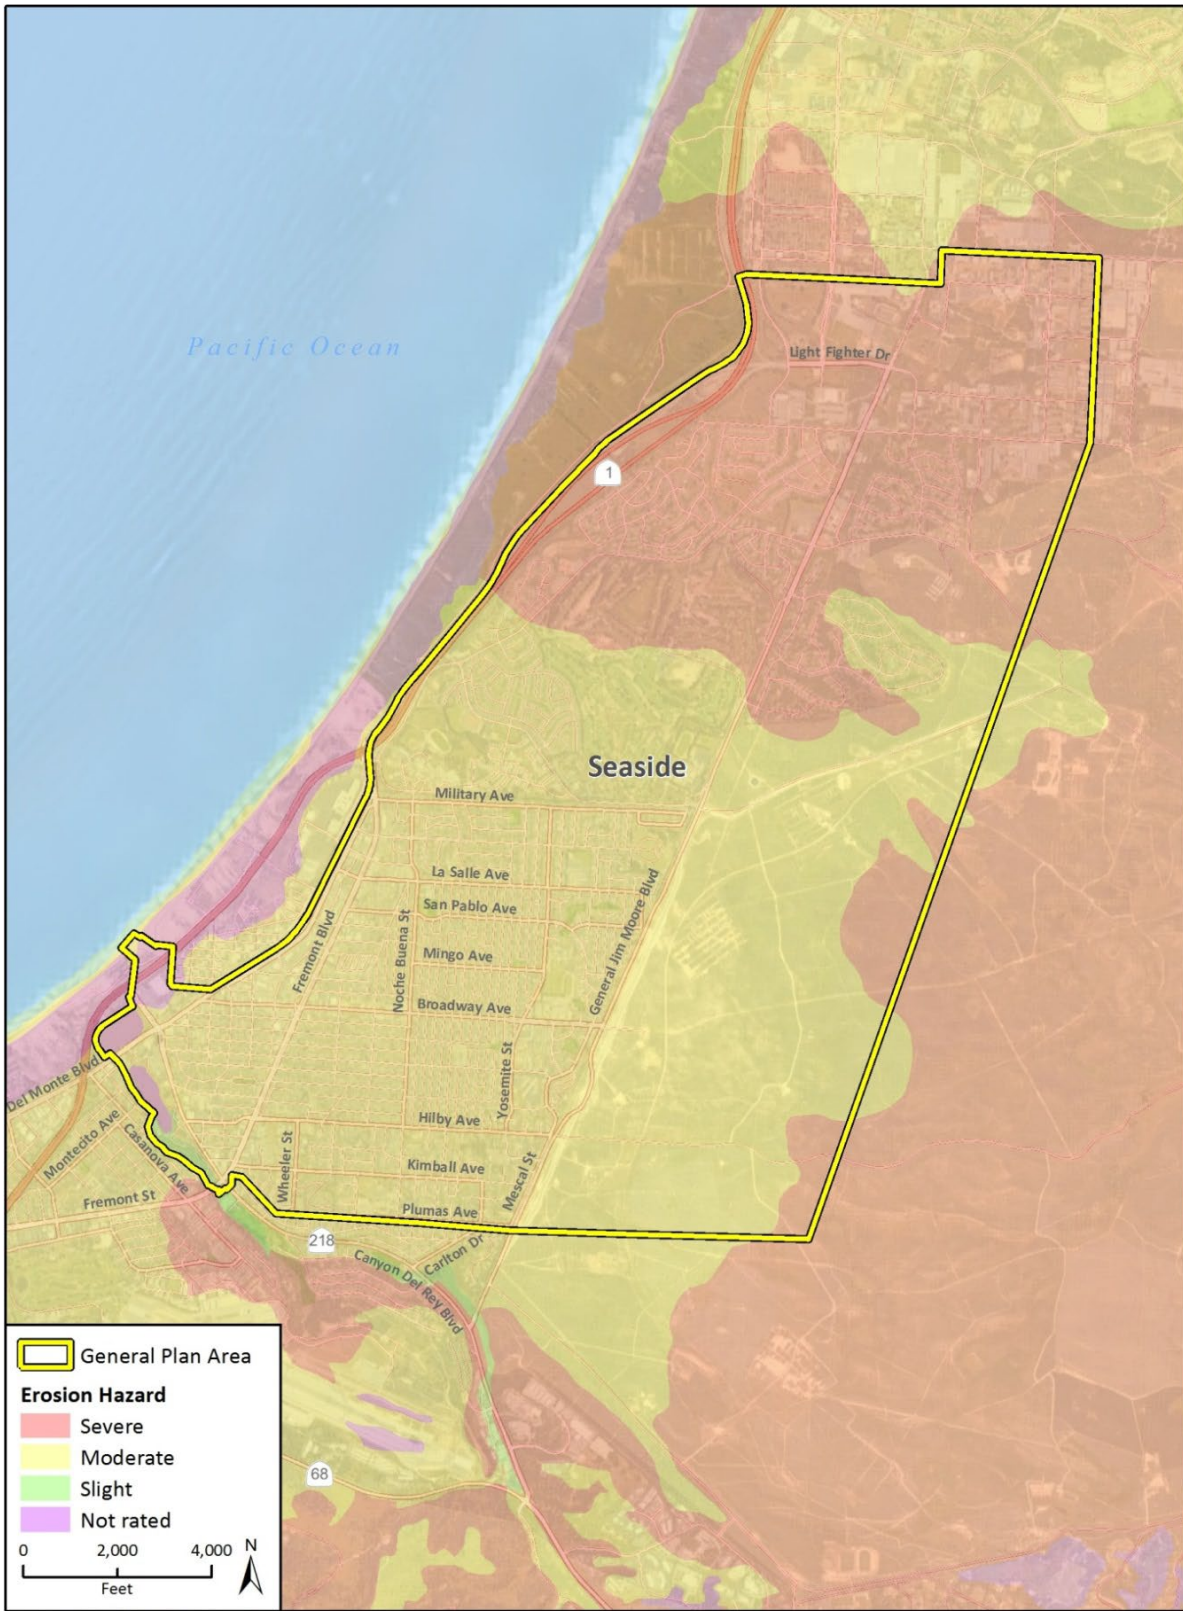 Pacific Ocean
Light Fighter Dr
1
Seaside
Military Ave
La Salle Ave
San Pablo Ave
Fremont Blvd
Noche Buena St
Mingo Ave
General Jim Moore Blvd
Broadway Ave
Yosemite St
Del Monte Blvd
Montecito Ave
Casanova Ave
Hilby Ave
Wheeler St
Kimball Ave
Mescal St
Fremont St
Plumas Ave
218
Carlton Dr
Canyon Del Rey Blvd
68
General Plan Area
Erosion Hazard
Severe
Moderate
Slight
Not rated
0 2,000 4,000
Feet
N